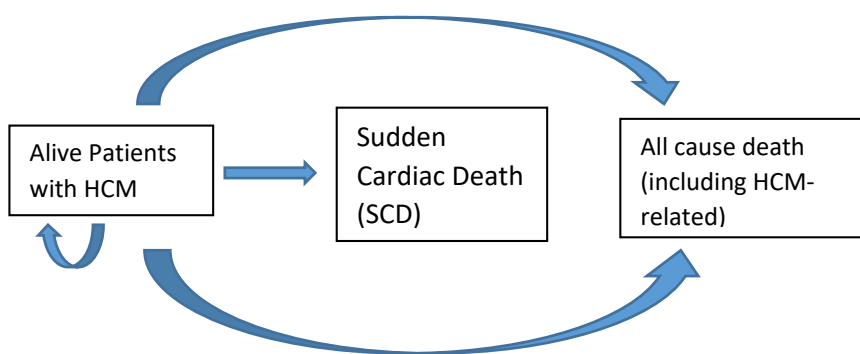 Alive Patients
with HCM
Sudden
Cardiac Death
(SCD)
All cause death
(including HCM-
related)